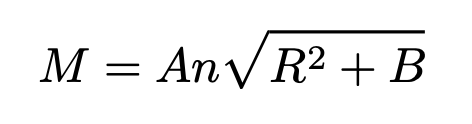 M = An√(R² + B)